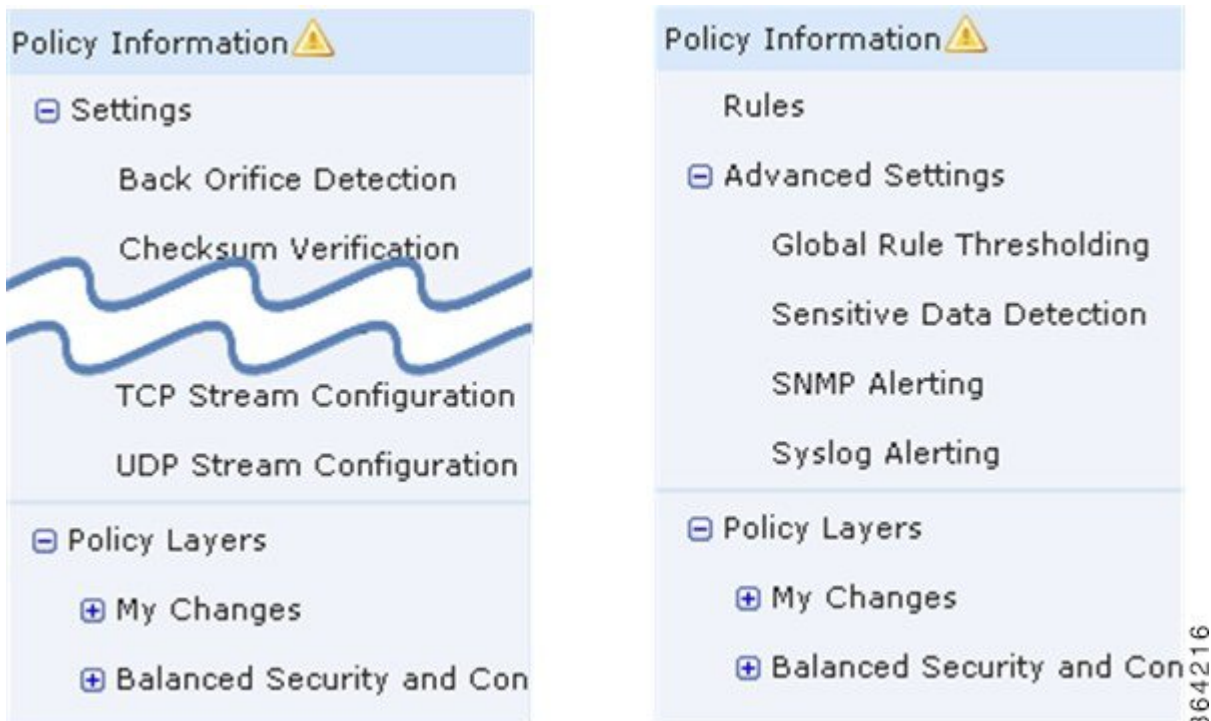 Policy Information
Settings
Back Orifice Detection
Checksum Verification
TCP Stream Configuration
UDP Stream Configuration
Policy Layers
My Changes
Balanced Security and Con
Policy Information
Rules
Advanced Settings
Global Rule Thresholding
Sensitive Data Detection
SNMP Alerting
Syslog Alerting
Policy Layers
My Changes
Balanced Security and Con
364216